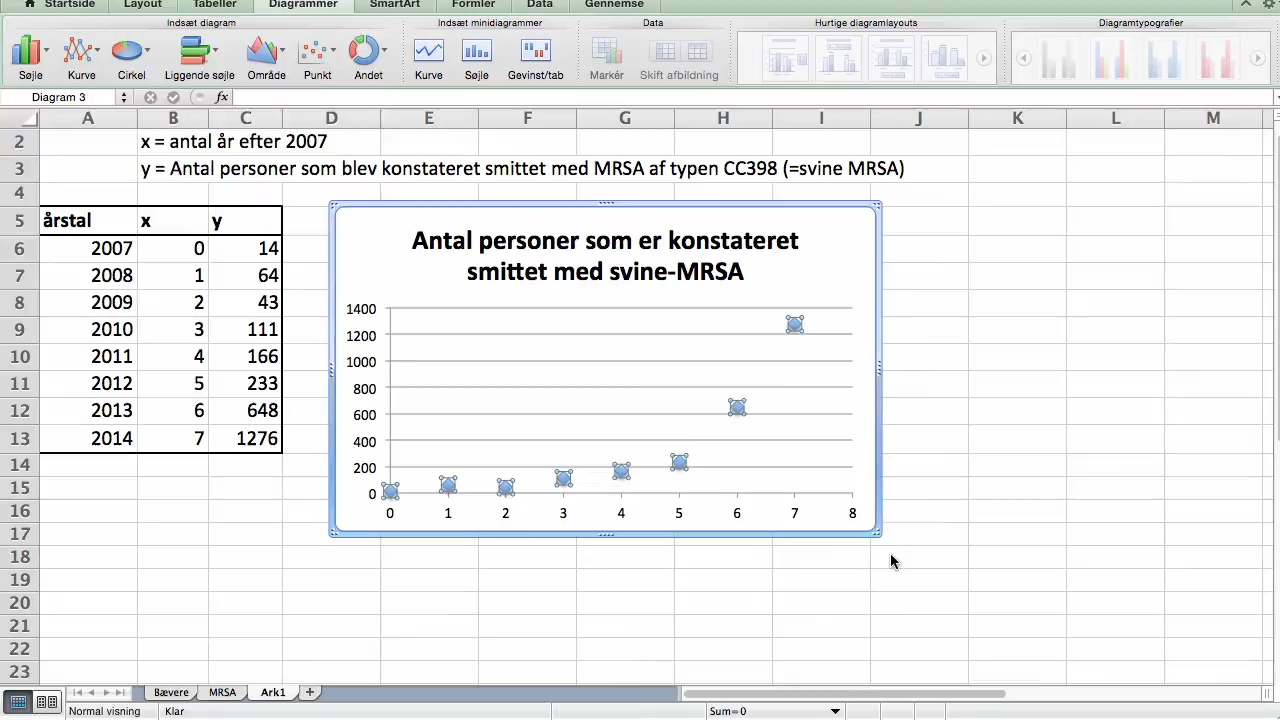 Startside Layout Tabeller Diagrammer SmartArt Formler Data Gennemse
Indsæt diagram Indsæt minidiagrammer Data Hurtige diagramlayouts Diagramtypografier
Søjle Kurve Cirkel Liggende søjle Område Punkt Andet Kurve Søjle Gevinst/tab Marker Skift afbildning
Diagram 3 fx
A B C D E F G H I J K L M
2 x = antal år efter 2007
3 y = Antal personer som blev konstateret smittet med MRSA af typen CC398 (=svine MRSA)
4
5 årstal x y
6 2007 0 14
7 2008 1 64
8 2009 2 43
9 2010 3 111
10 2011 4 166
11 2012 5 233
12 2013 6 648
13 2014 7 1276
14
15
16
17
18
19
20
21
22
23
Antal personer som er konstateret
smittet med svine-MRSA
1400
1200
1000
800
600
400
200
0
0 1 2 3 4 5 6 7 8
Bævere MRSA Ark1
Normal visning Klar Sum=0